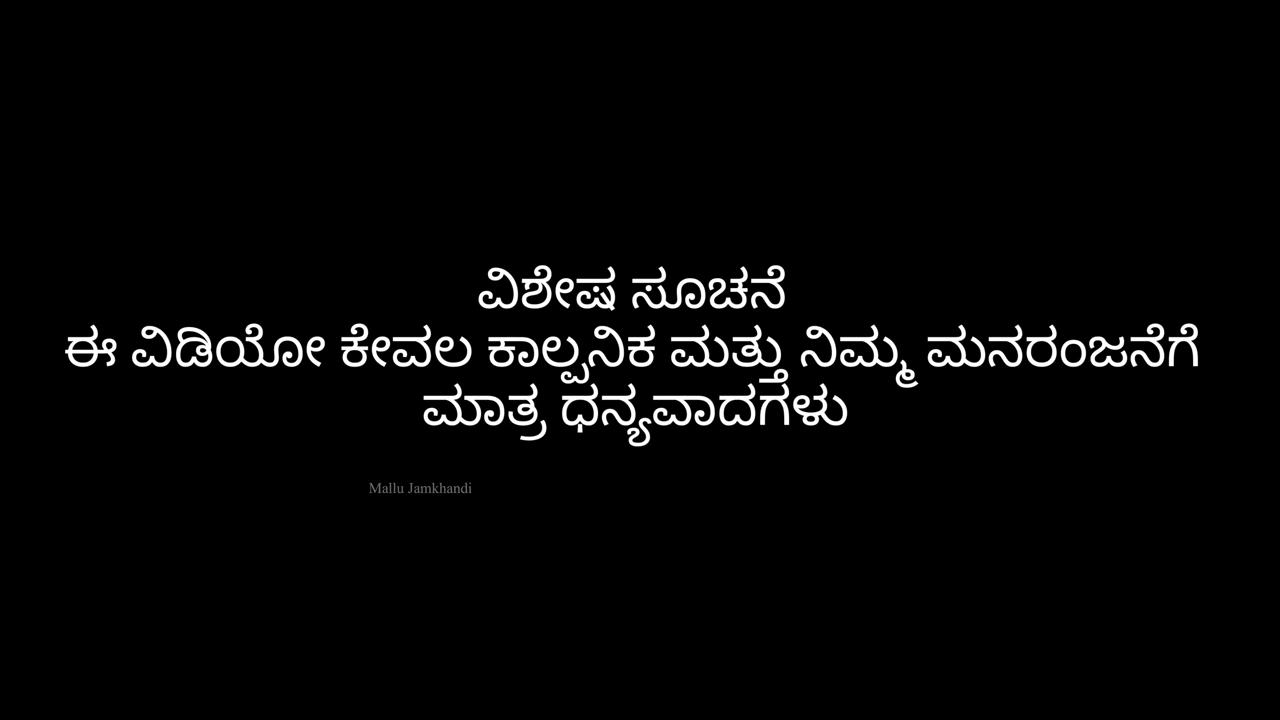 ವಿಶೇಷ ಸೂಚನೆ
ಈ ವಿಡಿಯೋ ಕೇವಲ ಕಾಲ್ಪನಿಕ ಮತ್ತು ನಿಮ್ಮ ಮನರಂಜನೆಗೆ
ಮಾತ್ರ ಧನ್ಯವಾದಗಳು
Mallu Jamkhandi